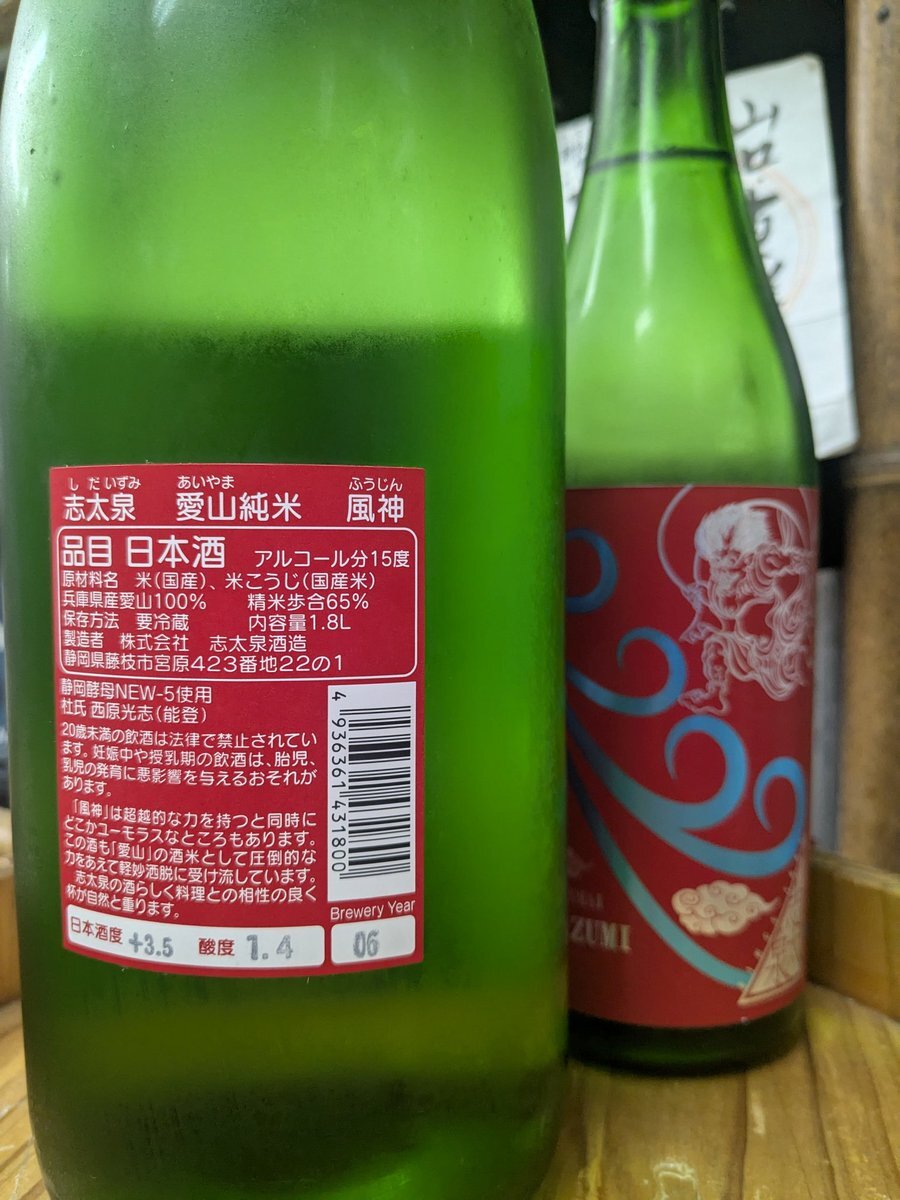 しだいずみ あいやま ふうじん
志太泉 愛山純米 風神
品目 日本酒 アルコール分15度
原材料名 米(国産)、米こうじ(国産米)
兵庫県産愛山100% 精米歩合65%
保存方法 要冷蔵 内容量1.8L
製造者 株式会社 志太泉酒造
静岡県藤枝市宮原423番地22の1
静岡酵母NEW-5使用
杜氏 西原光志(能登)
20歳未満の飲酒は法律で禁止されてい
ます。妊娠中や授乳期の飲酒は、胎児、
乳児の発育に悪影響を与えるおそれが
あります。
「風神」は超越的な力を持つと同時に
どこかユーモラスなところもあります。
この酒も「愛山」の酒米として圧倒的な
力をあえて軽妙洒脱に受け流しています。
志太泉の酒らしく料理との相性の良く
杯が自然と重ります。
4 936361 431800
Brewery Year
日本酒度 +3.5 酸度 1.4 06
ZUMI